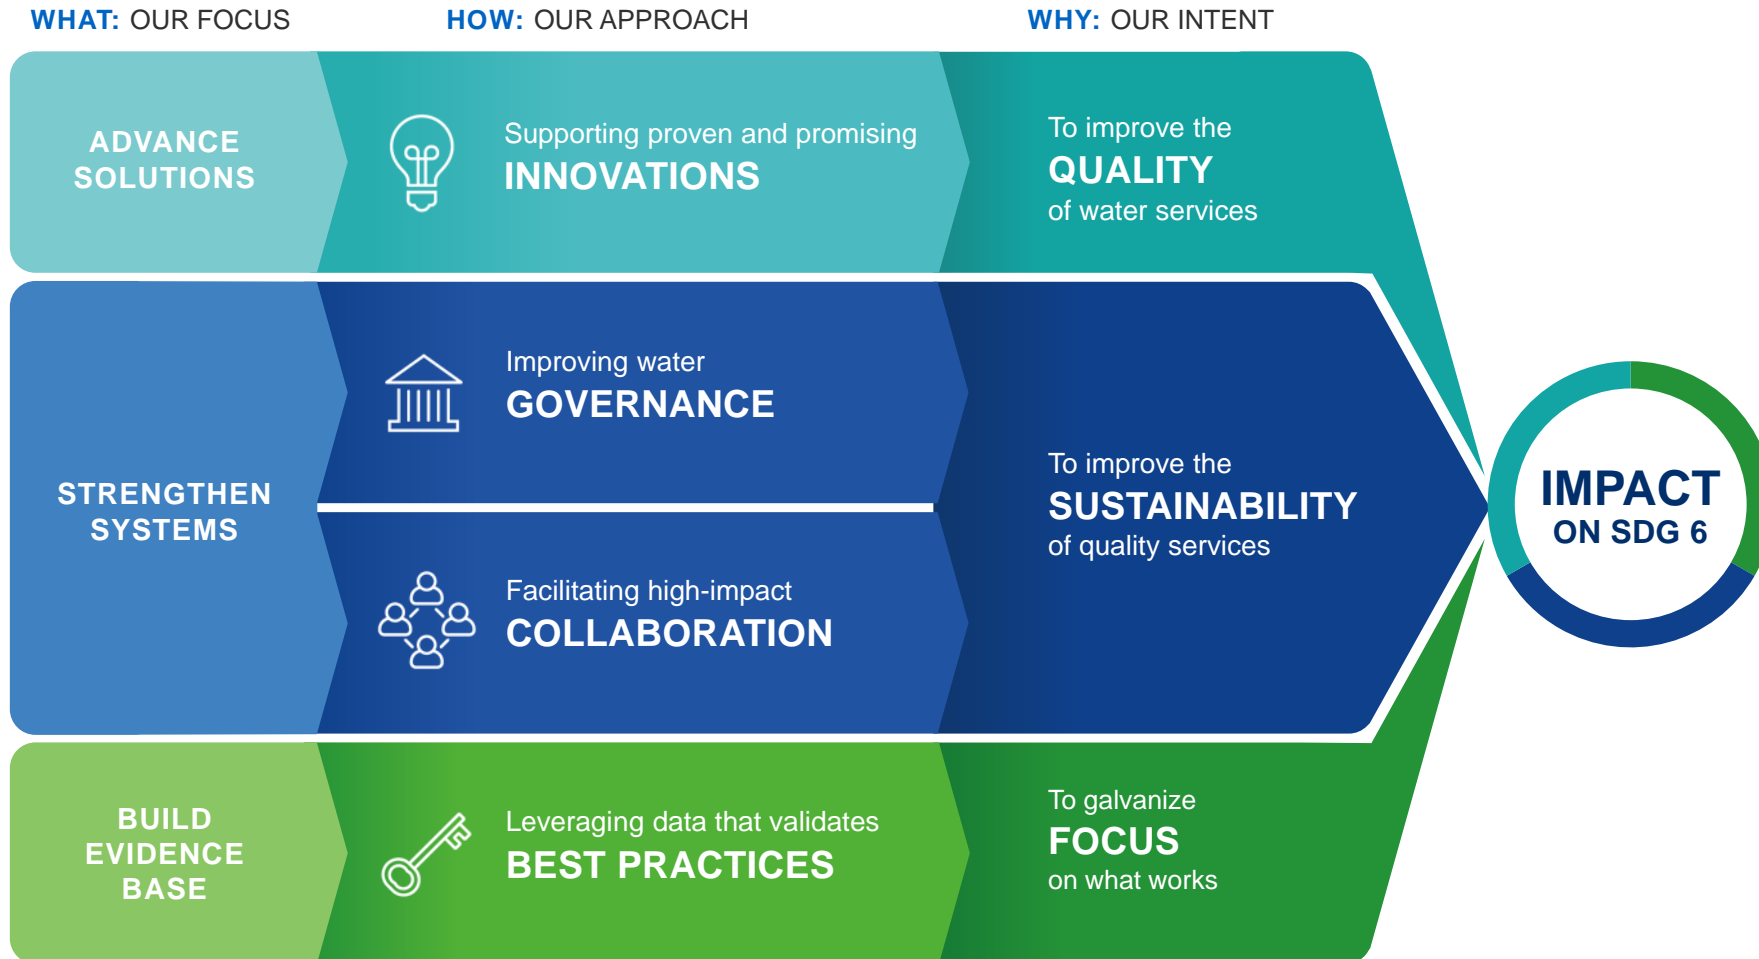 WHAT: OUR FOCUS
HOW: OUR APPROACH
WHY: OUR INTENT
ADVANCE
SOLUTIONS
Supporting proven and promising
INNOVATIONS
To improve the
QUALITY
of water services
STRENGTHEN
SYSTEMS
Improving water
GOVERNANCE
Facilitating high-impact
COLLABORATION
To improve the
SUSTAINABILITY
of quality services
BUILD
EVIDENCE
BASE
Leveraging data that validates
BEST PRACTICES
To galvanize
FOCUS
on what works
IMPACT
ON SDG 6